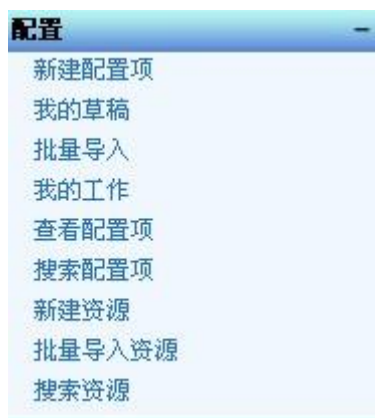 配置
新建配置项
我的草稿
批量导入
我的工作
查看配置项
搜索配置项
新建资源
批量导入资源
搜索资源